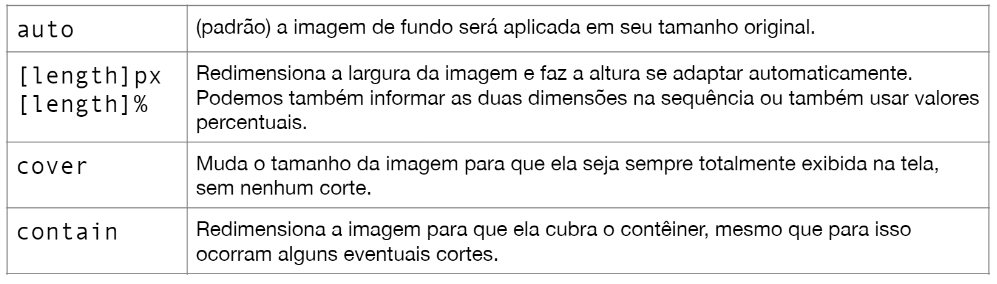 auto
(padrão) a imagem de fundo será aplicada em seu tamanho original.
[length]px
[length]%
Redimensiona a largura da imagem e faz a altura se adaptar automaticamente.
Podemos também informar as duas dimensões na sequência ou também usar valores
percentuais.
cover
Muda o tamanho da imagem para que ela seja sempre totalmente exibida na tela,
sem nenhum corte.
contain
Redimensiona a imagem para que ela cubra o contêiner, mesmo que para isso
ocorram alguns eventuais cortes.